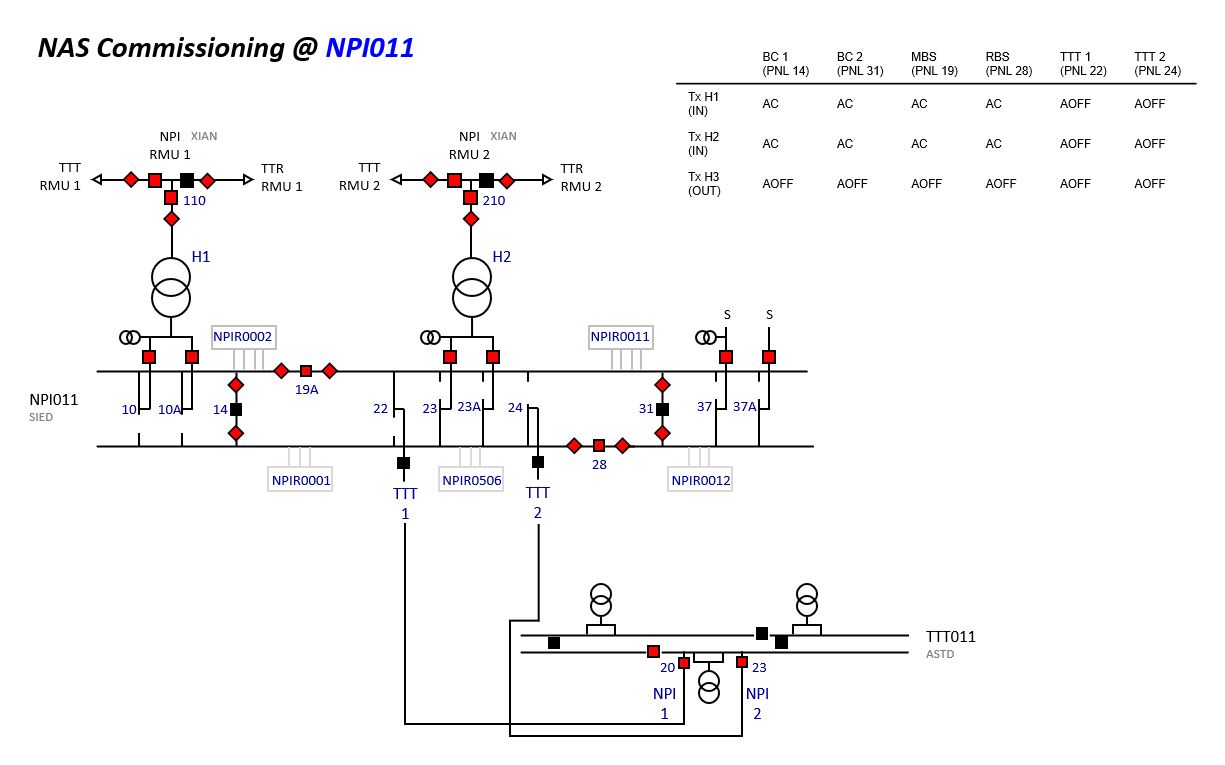 NAS Commissioning @ NPI011
BC 1 BC 2 MBS RBS TTT 1 TTT 2
(PNL 14) (PNL 31) (PNL 19) (PNL 28) (PNL 22) (PNL 24)
Tx H1 (IN) AC AC AC AC AOFF AOFF
Tx H2 (IN) AC AC AC AC AOFF AOFF
Tx H3 (OUT) AOFF AOFF AOFF AOFF AOFF AOFF
NPI XIAN
RMU 1
TTT
RMU 1
TTR
RMU 1
110
H1
NPI XIAN
RMU 2
TTT
RMU 2
TTR
RMU 2
210
H2
S S
NPIR0002
NPIR0011
19A
NPI011
SIED
10 10A 14 22 23 23A 24 31 37 37A
28
NPIR0001
NPIR0506
NPIR0012
TTT
1
TTT
2
TTT011
ASTD
20 23
NPI
1
NPI
2